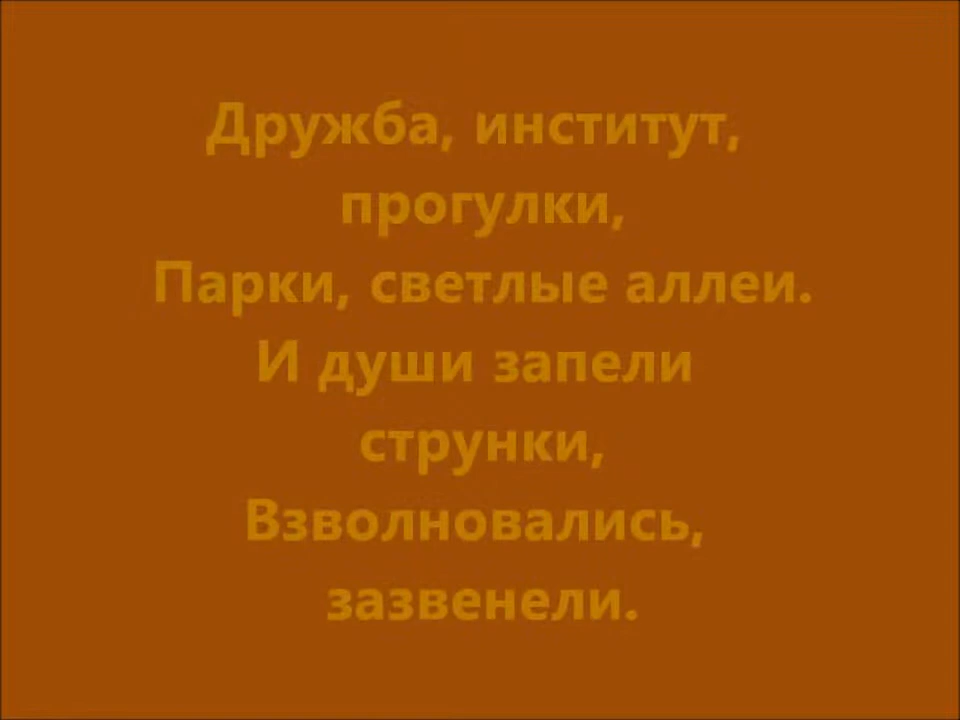 Дружба, институт,
прогулки,
Парки, светлые аллеи.
И души запели
струнки,
Взволновались,
зазвенели.